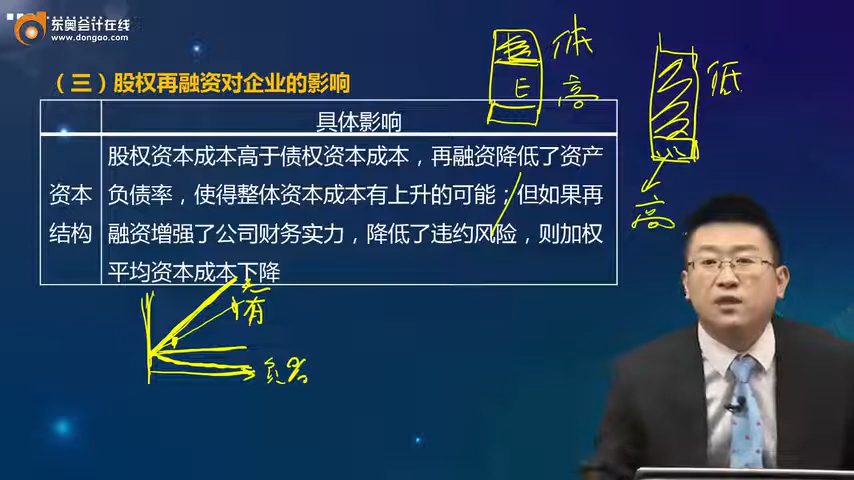 东奥会计在线
www.dongao.com
（三）股权再融资对企业的影响
具体影响
资本
结构
股权资本成本高于债权资本成本，再融资降低了资产
负债率，使得整体资本成本有上升的可能；但如果再
融资增强了公司财务实力，降低了违约风险，则加权
平均资本成本下降
E
高
低
高
有
负%